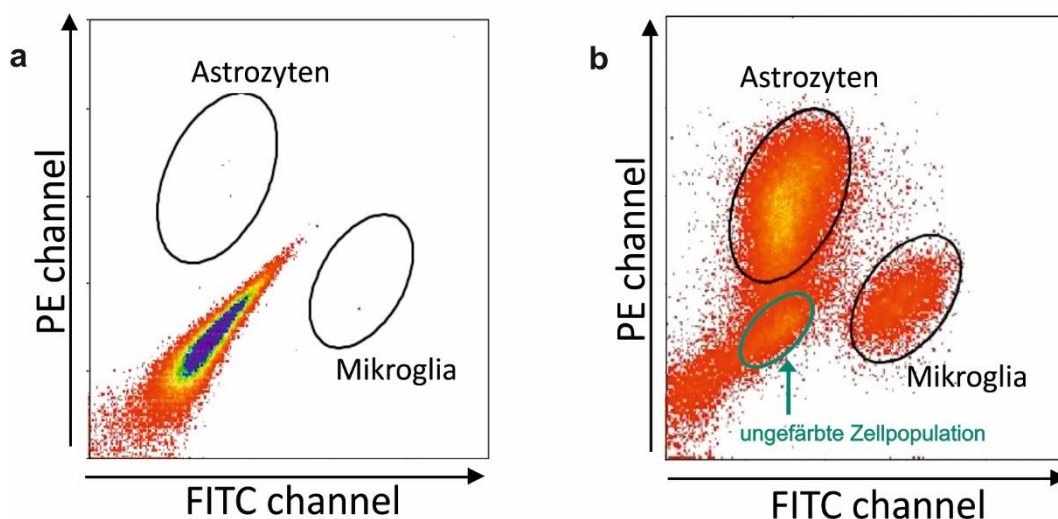 a
Astrozyten
Mikroglia
PE channel
FITC channel
b
Astrozyten
Mikroglia
ungefärbte Zellpopulation
PE channel
FITC channel